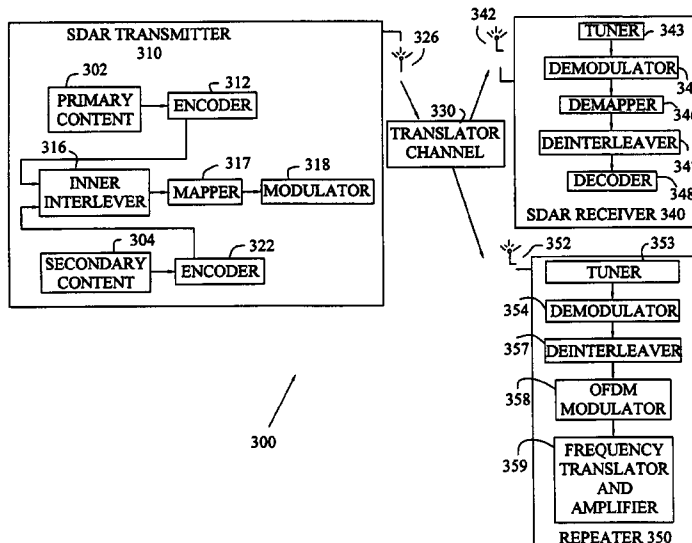 SDAR TRANSMITTER
310
302
PRIMARY
CONTENT
312
ENCODER
316
INNER
INTERLEVER
317
MAPPER
318
MODULATOR
304
SECONDARY
CONTENT
322
ENCODER
326
330
TRANSLATOR
CHANNEL
342
TUNER
343
DEMODULATOR
DEMAPPER
DEINTERLEAVER
DECODER
348
SDAR RECEIVER 340
352
353
TUNER
354
DEMODULATOR
357
DEINTERLEAVER
358
OFDM
MODULATOR
359
FREQUENCY
TRANSLATOR
AND
AMPLIFIER
REPEATER 350
300